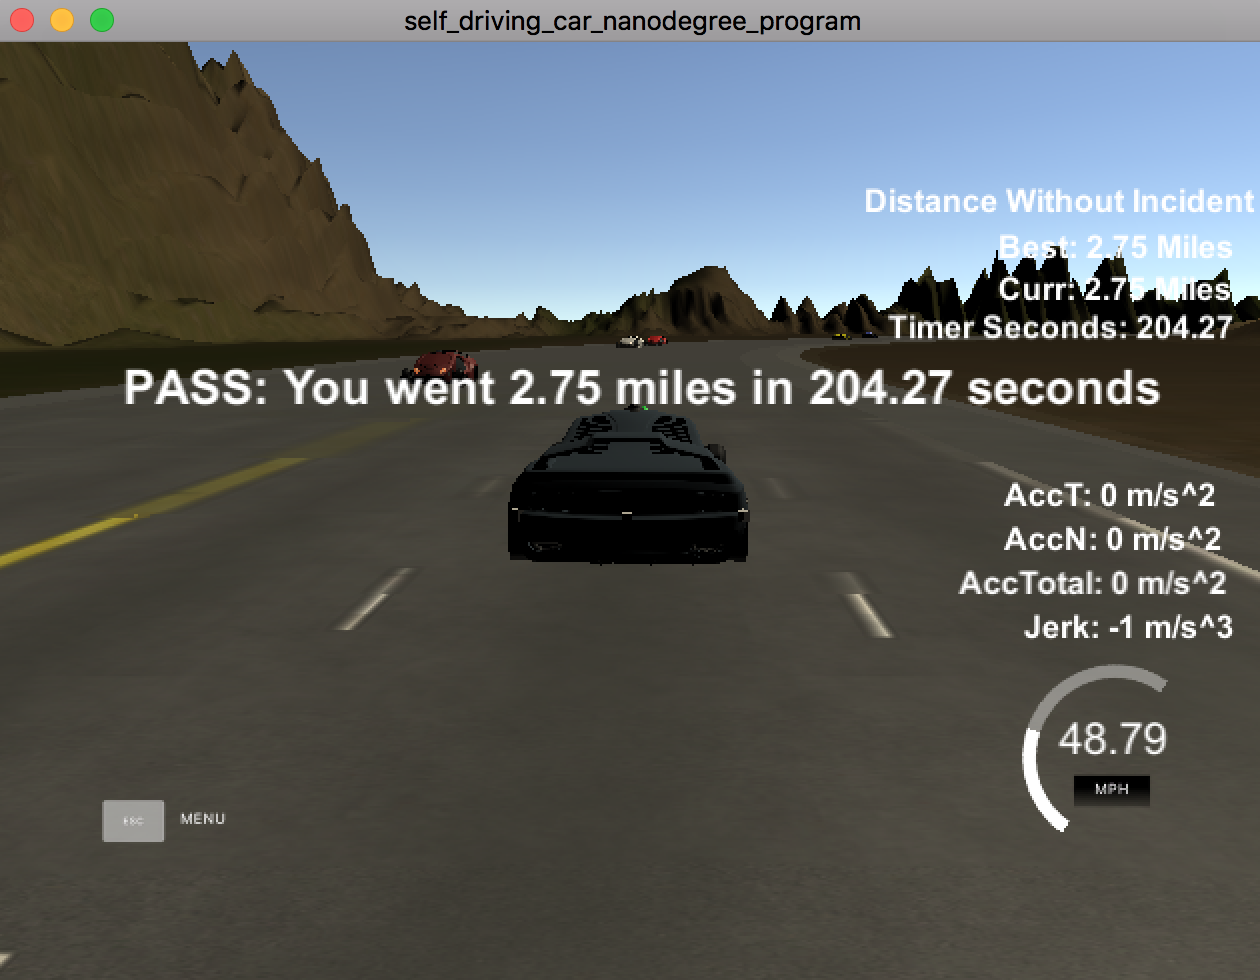 self_driving_car_nanodegree_program
Distance Without Incident
Best: 2.75 Miles
Curr: 2.75 Miles
Timer Seconds: 204.27
PASS: You went 2.75 miles in 204.27 seconds
AccT: 0 m/s^2
AccN: 0 m/s^2
AccTotal: 0 m/s^2
Jerk: -1 m/s^3
48.79
MPH
ESC MENU